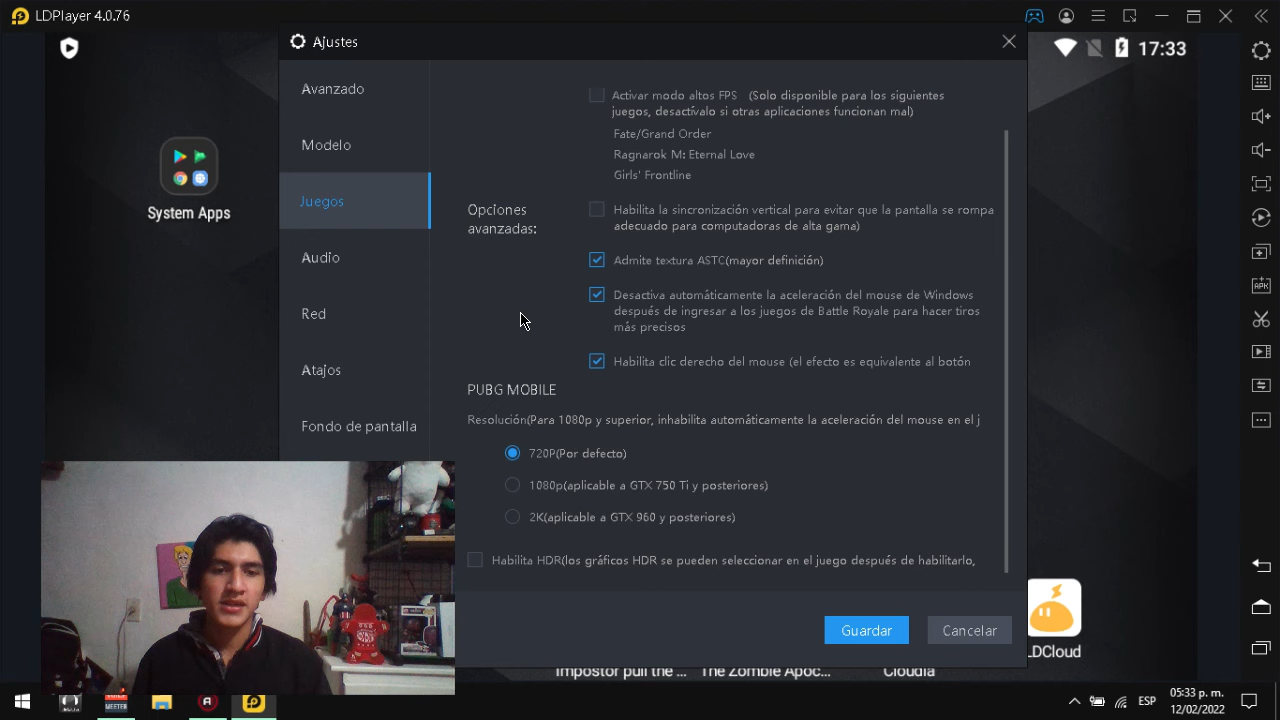 LDPlayer 4.0.76
17:33
System Apps
Ajustes
Avanzado
Modelo
Juegos
Audio
Red
Atajos
Fondo de pantalla
Activar modo altos FPS (Solo disponible para los siguientes
juegos, desactívalo si otras aplicaciones funcionan mal)
Fate/Grand Order
Ragnarok M: Eternal Love
Girls' Frontline
Opciones
avanzadas:
Habilita la sincronización vertical para evitar que la pantalla se rompa
adecuado para computadoras de alta gama)
Admite textura ASTC(mayor definición)
Desactiva automáticamente la aceleración del mouse de Windows
después de ingresar a los juegos de Battle Royale para hacer tiros
más precisos
Habilita clic derecho del mouse (el efecto es equivalente al botón
PUBG MOBILE
Resolución(Para 1080p y superior, inhabilita automáticamente la aceleración del mouse en el j
720P(Por defecto)
1080p(aplicable a GTX 750 Ti y posteriores)
2K(aplicable a GTX 960 y posteriores)
Habilita HDR(los gráficos HDR se pueden seleccionar en el juego después de habilitarlo,
Guardar
Cancelar
APK
LDCloud
Impostor pull the ...
The Zombie Apoc...
Claudia
MEETER
ESP
05:33 p. m.
12/02/2022